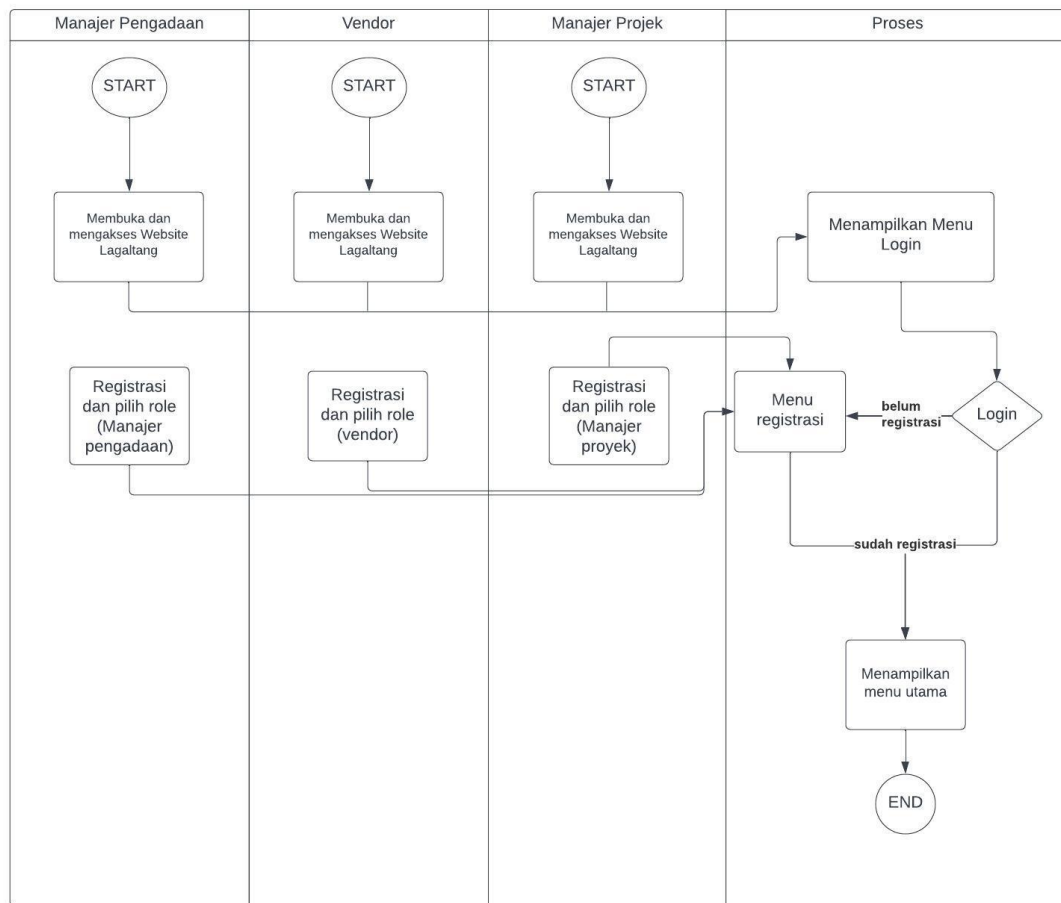 Manajer Pengadaan
Vendor
Manajer Projek
Proses
START
START
START
Membuka dan
mengakses Website
Lagaltang
Membuka dan
mengakses Website
Lagaltang
Membuka dan
mengakses Website
Lagaltang
Menampilkan Menu
Login
Registrasi
dan pilih role
(Manajer
pengadaan)
Registrasi
dan pilih role
(vendor)
Registrasi
dan pilih role
(Manajer
proyek)
Menu
registrasi
belum
registrasi
Login
sudah registrasi
Menampilkan
menu utama
END